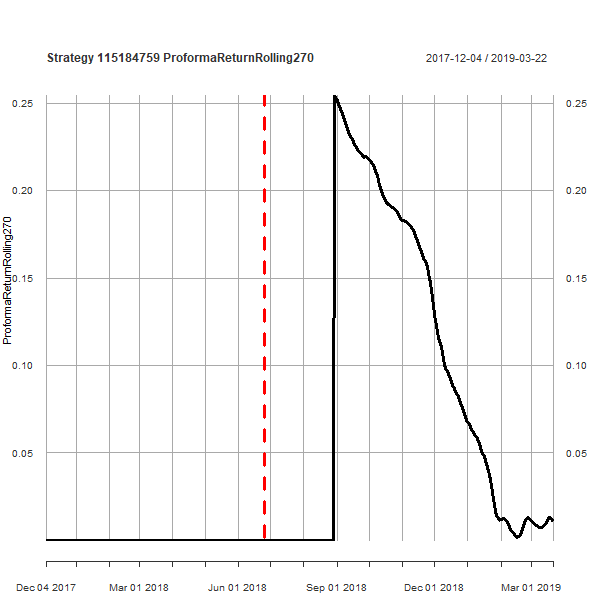 Strategy 115184759 ProformaReturnRolling270
2017-12-04 / 2019-03-22
ProformaReturnRolling270
0.25
0.20
0.15
0.10
0.05
0.25
0.20
0.15
0.10
0.05
Dec 04 2017
Mar 01 2018
Jun 01 2018
Sep 01 2018
Dec 01 2018
Mar 01 2019